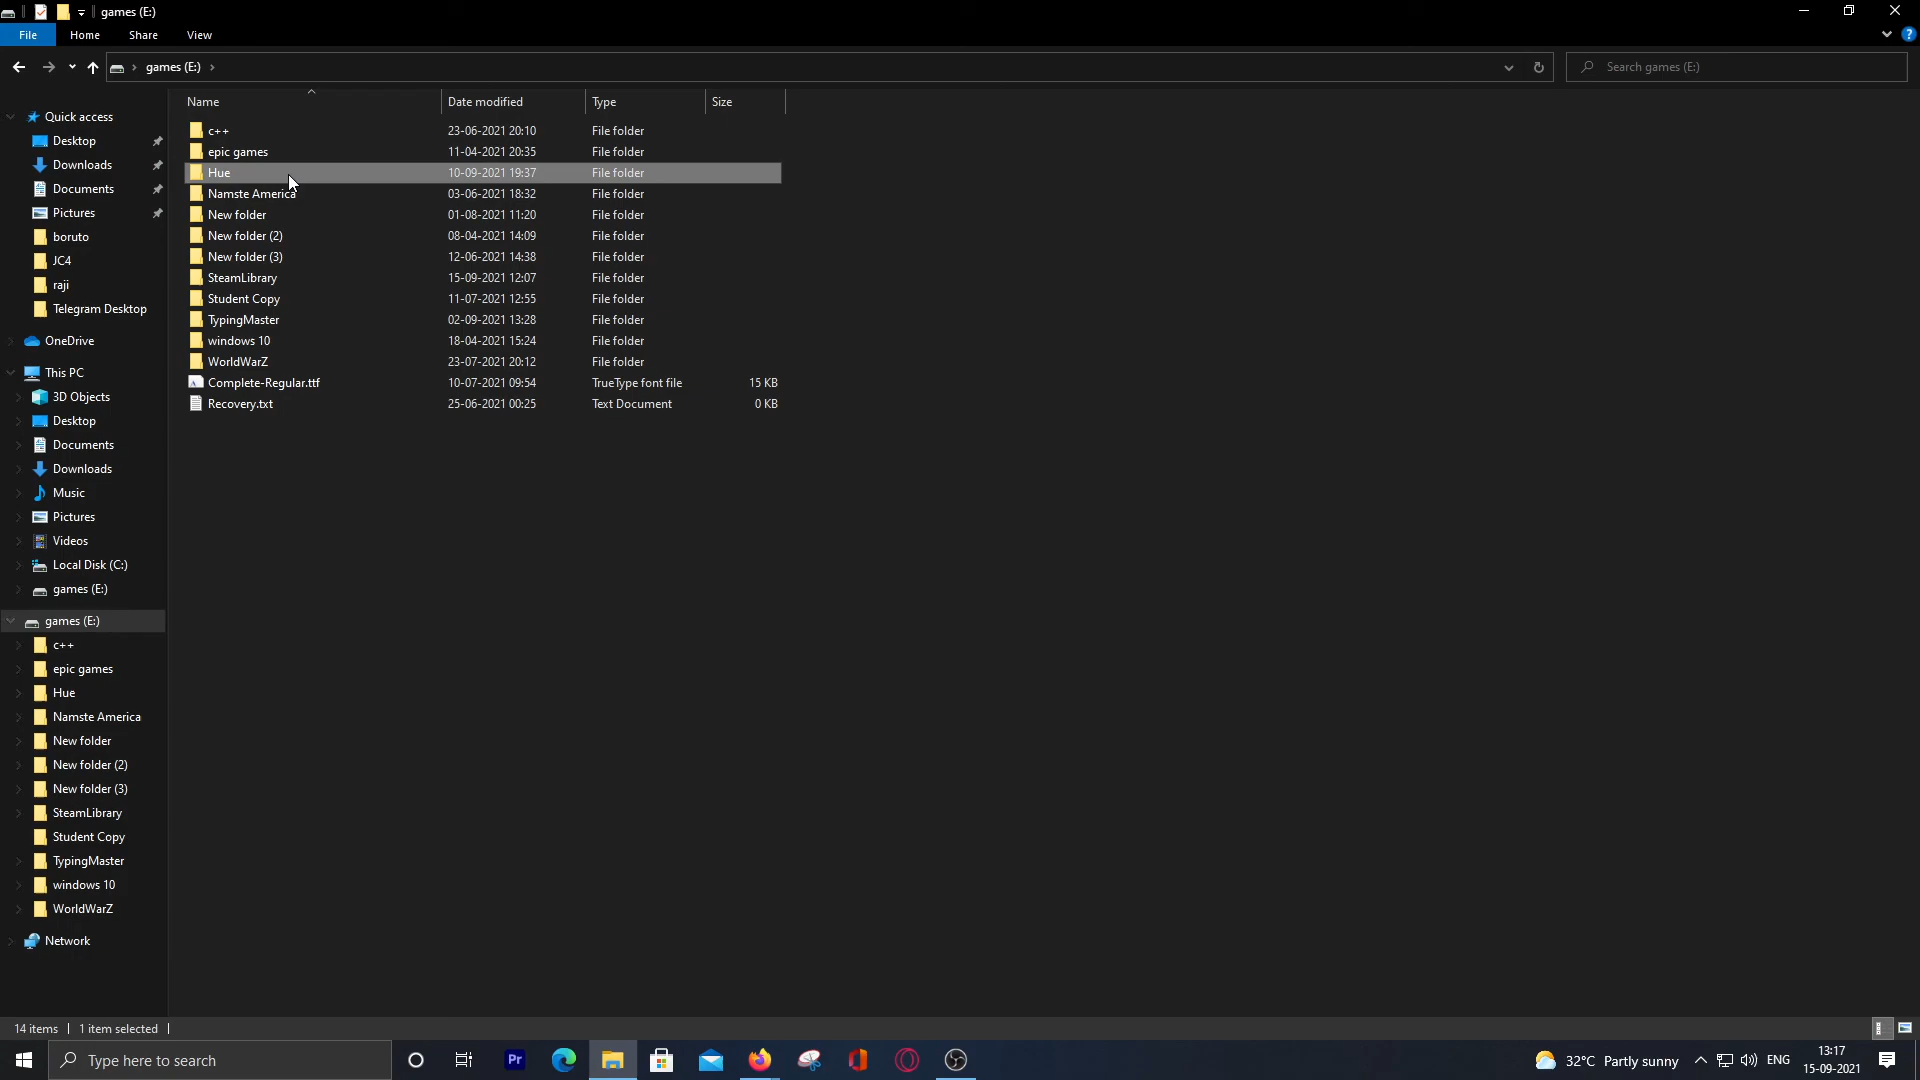 games (E:)
File Home Share View
games (E:)
Search games (E:)
Name Date modified Type Size
c++ 23-06-2021 20:10 File folder
epic games 11-04-2021 20:35 File folder
Hue 10-09-2021 19:37 File folder
Namste America 03-06-2021 18:32 File folder
New folder 01-08-2021 11:20 File folder
New folder (2) 08-04-2021 14:09 File folder
New folder (3) 12-06-2021 14:38 File folder
SteamLibrary 15-09-2021 12:07 File folder
Student Copy 11-07-2021 12:55 File folder
TypingMaster 02-09-2021 13:28 File folder
windows 10 18-04-2021 15:24 File folder
WorldWarZ 23-07-2021 20:12 File folder
Complete-Regular.ttf 10-07-2021 09:54 TrueType font file 15 KB
Recovery.txt 25-06-2021 00:25 Text Document 0 KB
Quick access
Desktop
Downloads
Documents
Pictures
boruto
JC4
raji
Telegram Desktop
OneDrive
This PC
3D Objects
Desktop
Documents
Downloads
Music
Pictures
Videos
Local Disk (C:)
games (E:)
games (E:)
c++
epic games
Hue
Namste America
New folder
New folder (2)
New folder (3)
SteamLibrary
Student Copy
TypingMaster
windows 10
WorldWarZ
Network
14 items 1 item selected
Type here to search
Pr
32°C Partly sunny
ENG
13:17
15-09-2021